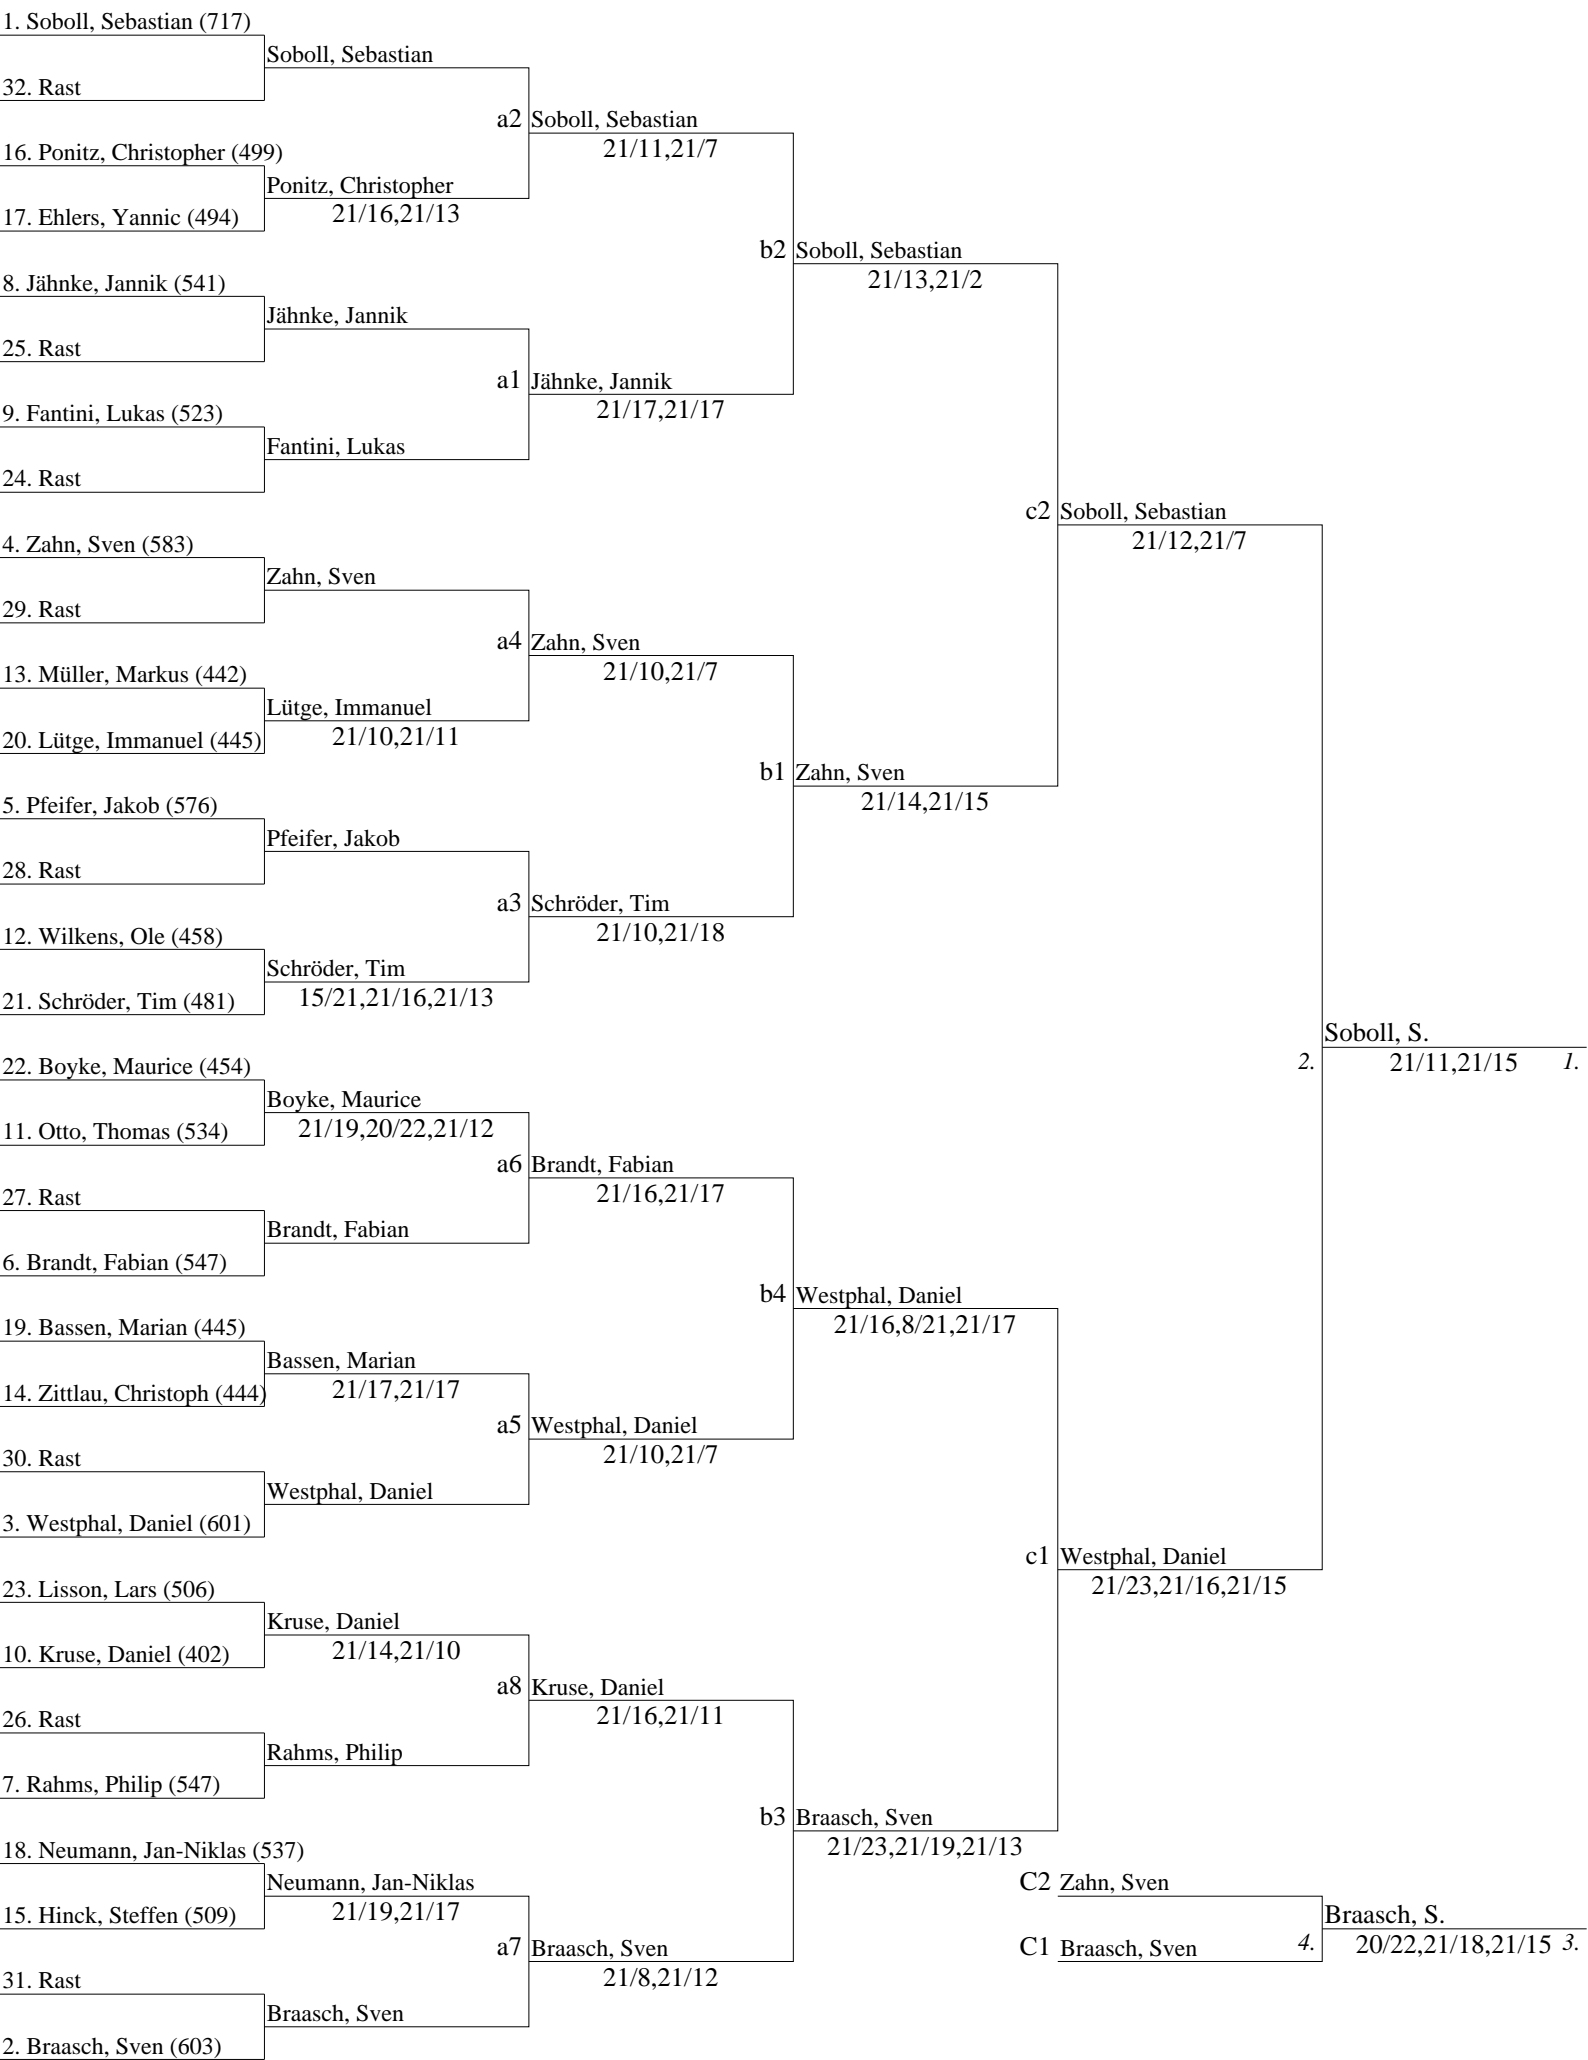 1. Soboll, Sebastian (717)
Soboll, Sebastian
32. Rast
a2 Soboll, Sebastian
21/11,21/7
16. Ponitz, Christopher (499)
Ponitz, Christopher
21/16,21/13
17. Ehlers, Yannic (494)
b2 Soboll, Sebastian
21/13,21/2
8. Jähnke, Jannik (541)
Jähnke, Jannik
25. Rast
a1 Jähnke, Jannik
21/17,21/17
9. Fantini, Lukas (523)
Fantini, Lukas
24. Rast
c2 Soboll, Sebastian
21/12,21/7
4. Zahn, Sven (583)
Zahn, Sven
29. Rast
a4 Zahn, Sven
21/10,21/7
13. Müller, Markus (442)
Lütge, Immanuel
21/10,21/11
20. Lütge, Immanuel (445)
b1 Zahn, Sven
21/14,21/15
5. Pfeifer, Jakob (576)
Pfeifer, Jakob
28. Rast
a3 Schröder, Tim
21/10,21/18
12. Wilkens, Ole (458)
Schröder, Tim
15/21,21/16,21/13
21. Schröder, Tim (481)
Soboll, S.
2. 21/11,21/15 1.
22. Boyke, Maurice (454)
Boyke, Maurice
21/19,20/22,21/12
11. Otto, Thomas (534)
a6 Brandt, Fabian
21/16,21/17
27. Rast
Brandt, Fabian
6. Brandt, Fabian (547)
b4 Westphal, Daniel
21/16,8/21,21/17
19. Bassen, Marian (445)
Bassen, Marian
21/17,21/17
14. Zittlau, Christoph (444)
a5 Westphal, Daniel
21/10,21/7
30. Rast
Westphal, Daniel
3. Westphal, Daniel (601)
c1 Westphal, Daniel
21/23,21/16,21/15
23. Lisson, Lars (506)
Kruse, Daniel
21/14,21/10
10. Kruse, Daniel (402)
a8 Kruse, Daniel
21/16,21/11
26. Rast
Rahms, Philip
7. Rahms, Philip (547)
b3 Braasch, Sven
21/23,21/19,21/13
18. Neumann, Jan-Niklas (537)
Neumann, Jan-Niklas
21/19,21/17
15. Hinck, Steffen (509)
a7 Braasch, Sven
21/8,21/12
31. Rast
Braasch, Sven
2. Braasch, Sven (603)
C2 Zahn, Sven
Braasch, S.
C1 Braasch, Sven 4. 20/22,21/18,21/15 3.